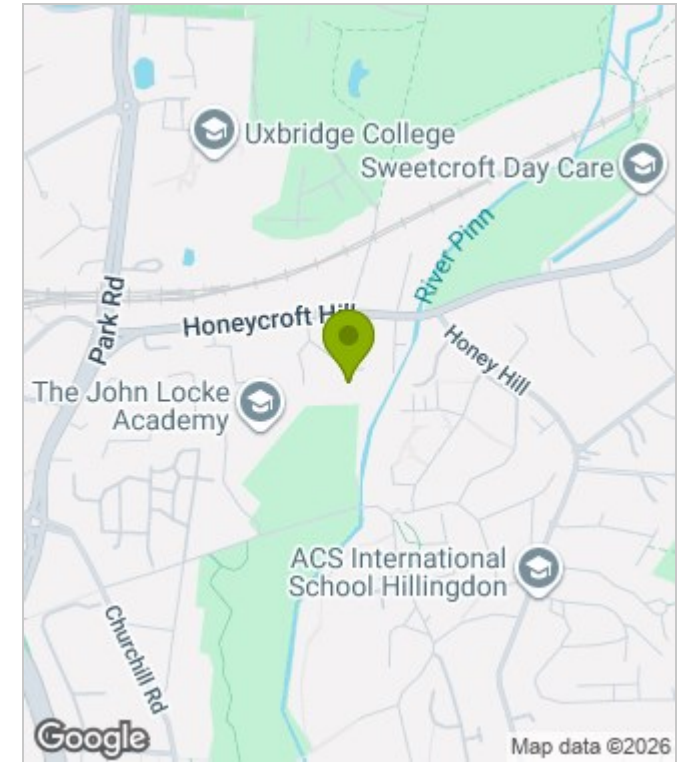 Uxbridge College
Sweetcroft Day Care
River Pinn
Park Rd
Honeycroft Hill
Honey Hill
The John Locke
Academy
ACS International
School Hillingdon
Churchill Rd
Google
Map data ©2026